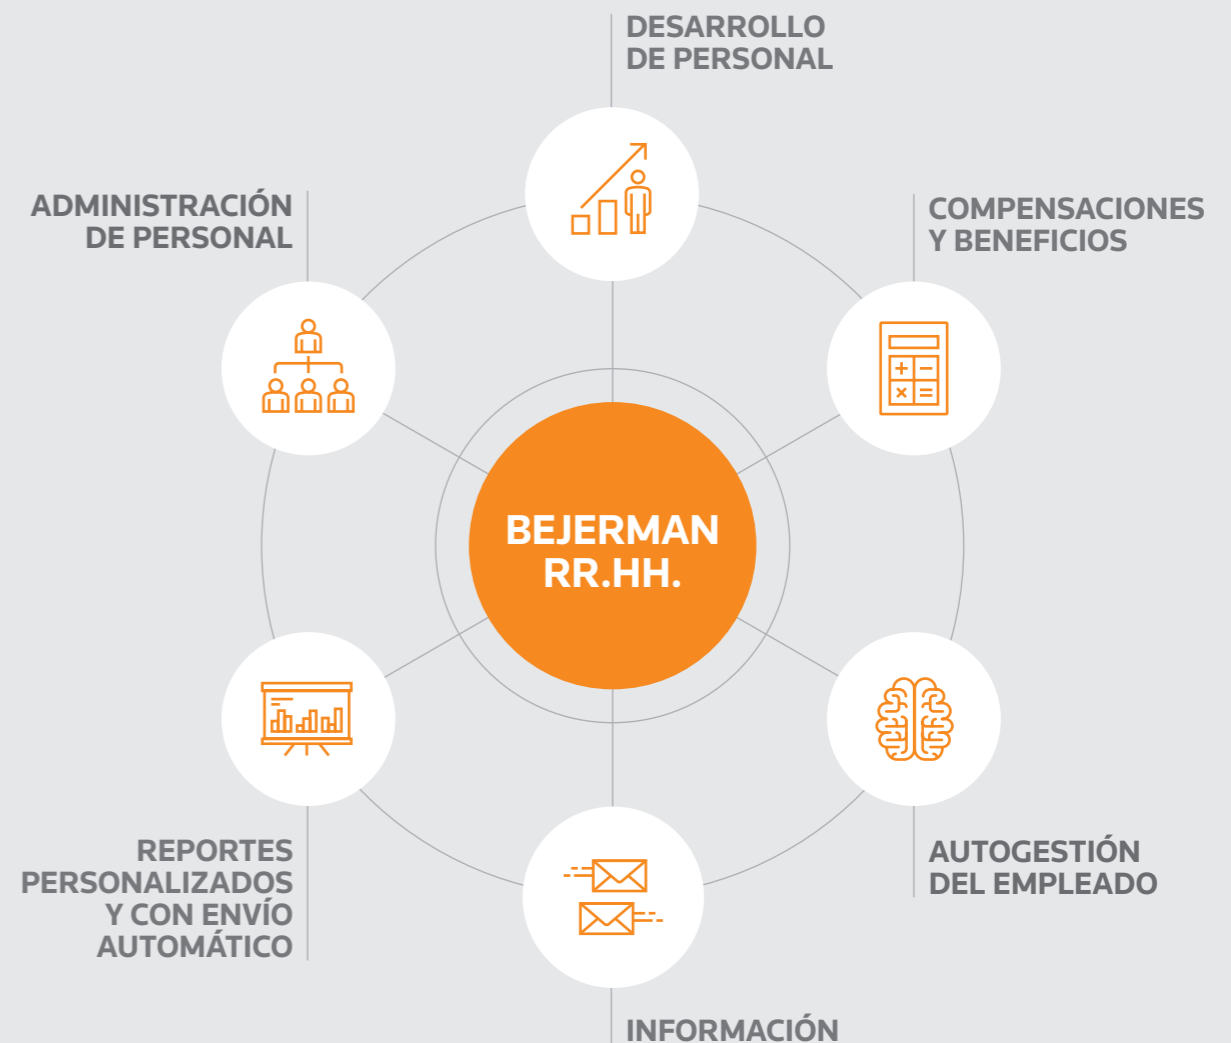 DESARROLLO
DE PERSONAL
ADMINISTRACIÓN
DE PERSONAL
COMPENSACIONES
Y BENEFICIOS
BEJERMAN
RR.HH.
REPORTES
PERSONALIZADOS
Y CON ENVÍO
AUTOMÁTICO
AUTOGESTIÓN
DEL EMPLEADO
INFORMACIÓN